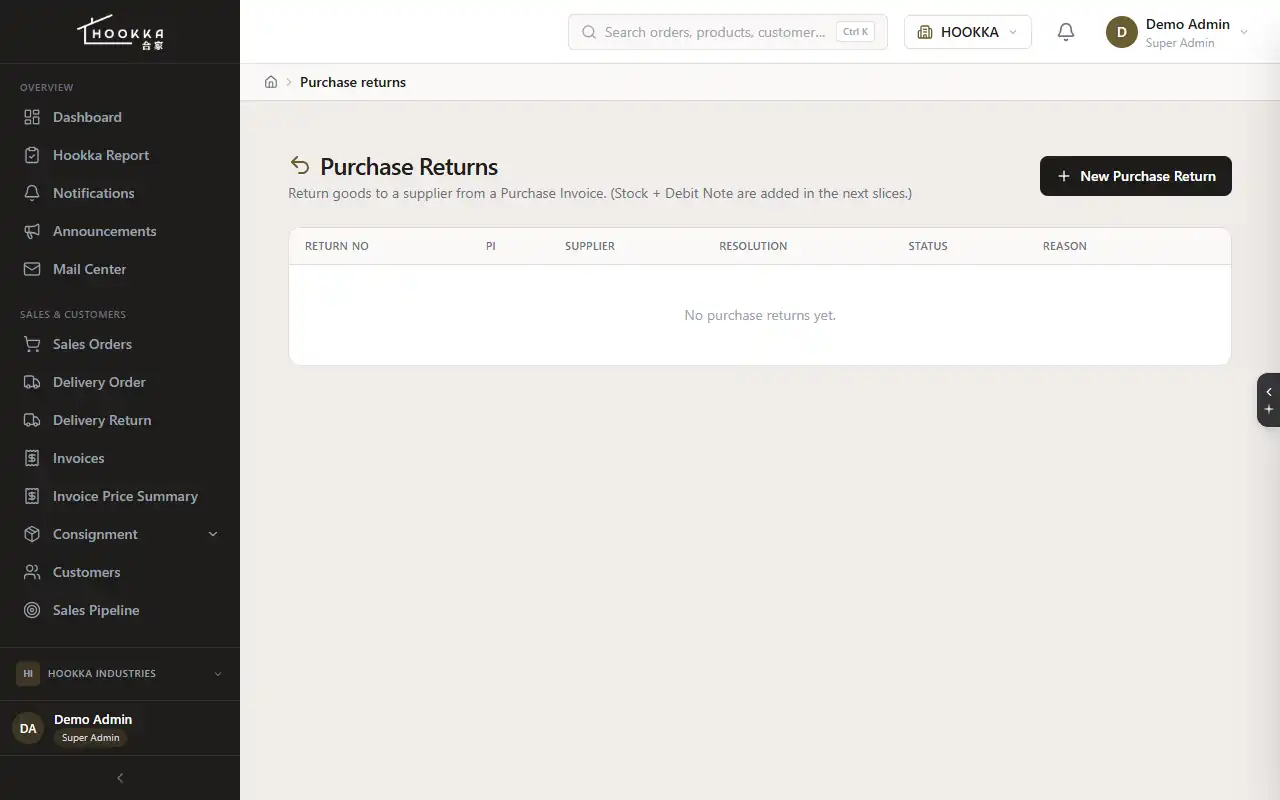 HOOKKA
合家
Search orders, products, customer...
Ctrl K
HOOKKA
D
Demo Admin
Super Admin
Purchase returns
OVERVIEW
Dashboard
Hookka Report
Notifications
Announcements
Mail Center
SALES & CUSTOMERS
Sales Orders
Delivery Order
Delivery Return
Invoices
Invoice Price Summary
Consignment
Customers
Sales Pipeline
HI
HOOKKA INDUSTRIES
DA
Demo Admin
Super Admin
Purchase Returns
Return goods to a supplier from a Purchase Invoice. (Stock + Debit Note are added in the next slices.)
New Purchase Return
RETURN NO PI SUPPLIER RESOLUTION STATUS REASON
No purchase returns yet.